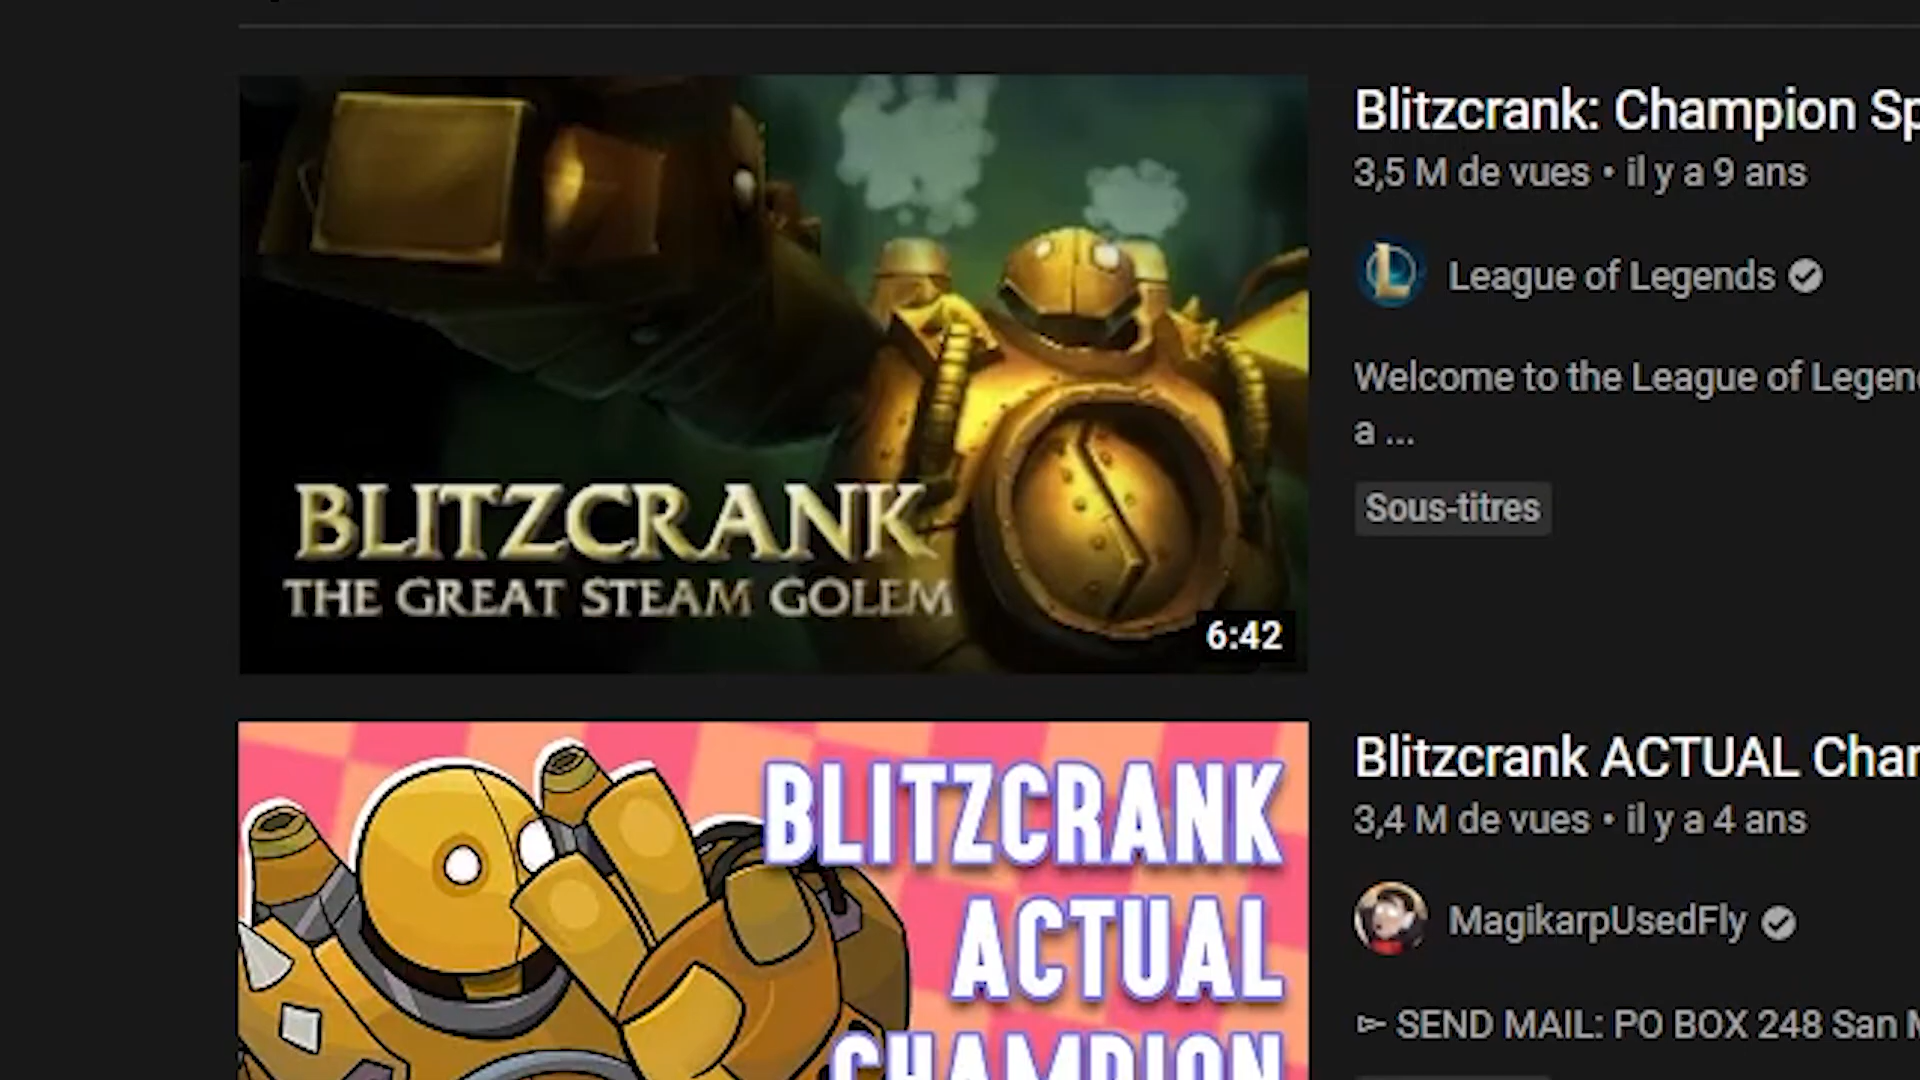 BLITZCRANK
THE GREAT STEAM GOLEM
6:42
Blitzcrank: Champion Sp
3,5 M de vues • il y a 9 ans
League of Legends
Welcome to the League of Legen
a ...
Sous-titres
BLITZCRANK
ACTUAL
CHAMPION
Blitzcrank ACTUAL Cha
3,4 M de vues • il y a 4 ans
MagikarpUsedFly
⌲ SEND MAIL: PO BOX 248 San